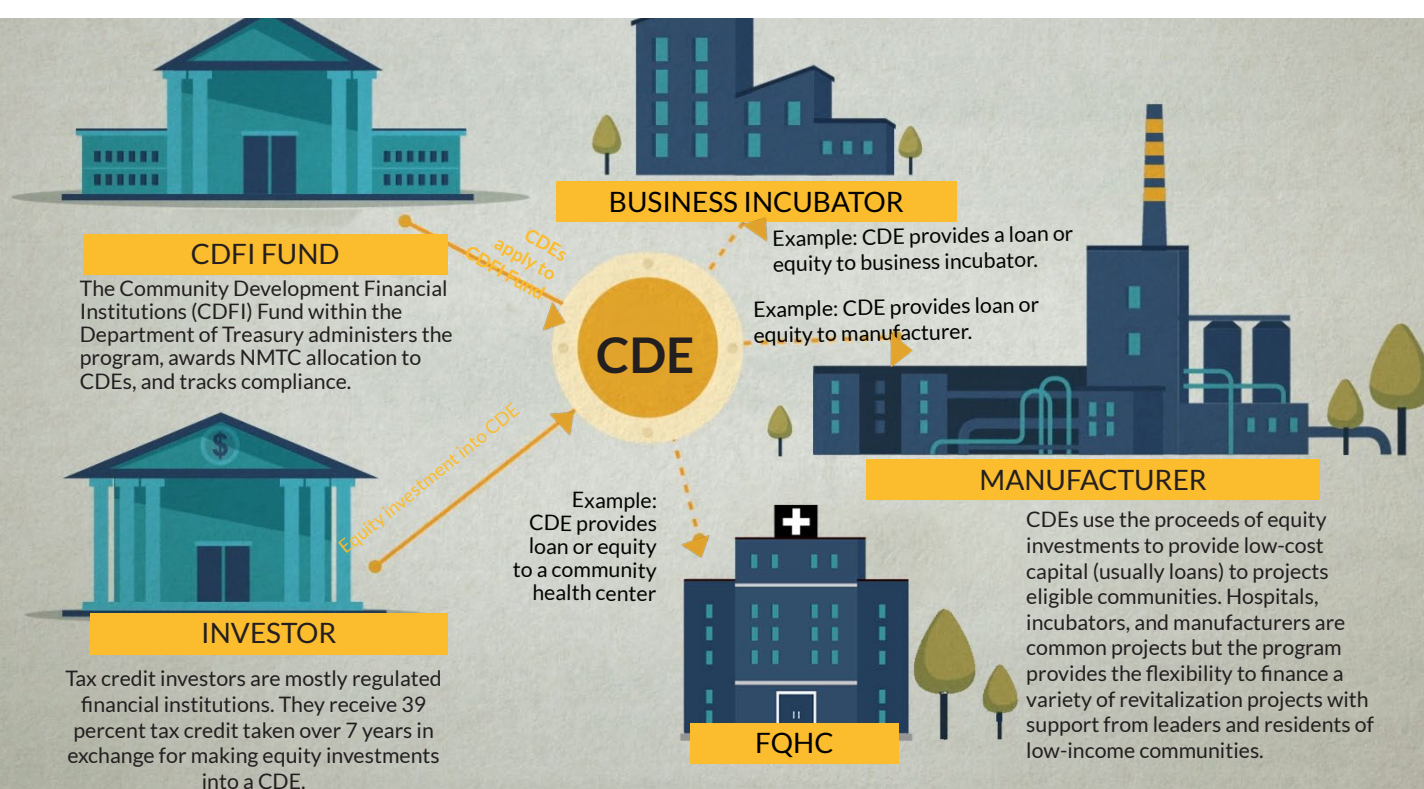 BUSINESS INCUBATOR
Example: CDE provides a loan or
equity to business incubator.
CDFI FUND
The Community Development Financial
Institutions (CDFI) Fund within the
Department of Treasury administers the
program, awards NMTC allocation to
CDEs, and tracks compliance.
CDEs
apply to
CDFI Fund
CDE
Example: CDE provides loan or
equity to manufacturer.
Equity investment into CDE
$
INVESTOR
Tax credit investors are mostly regulated
financial institutions. They receive 39
percent tax credit taken over 7 years in
exchange for making equity investments
into a CDE.
Example:
CDE provides
loan or equity
to a community
health center
FQHC
MANUFACTURER
CDEs use the proceeds of equity
investments to provide low-cost
capital (usually loans) to projects
eligible communities. Hospitals,
incubators, and manufacturers are
common projects but the program
provides the flexibility to finance a
variety of revitalization projects with
support from leaders and residents of
low-income communities.